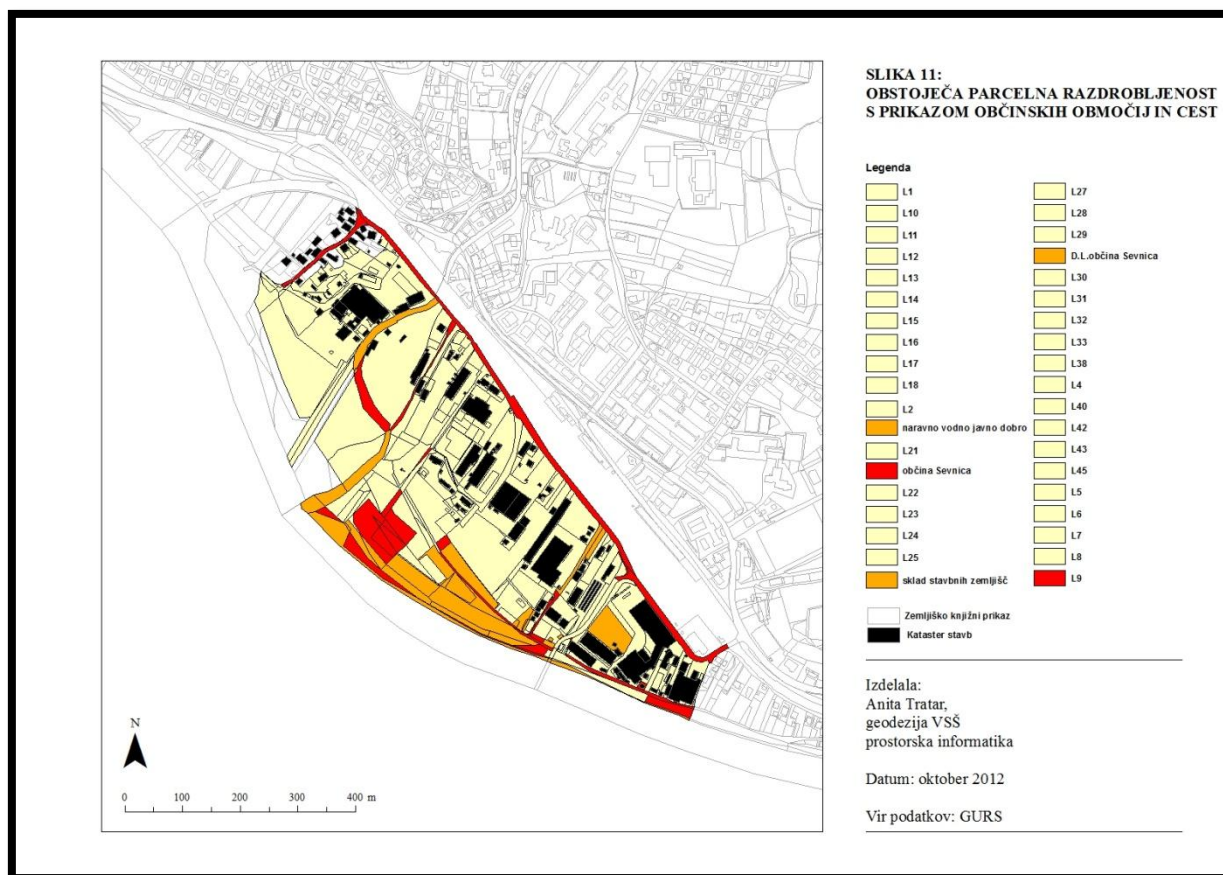 SLIKA 11:
OBSTOJEČA PARCELNA RAZDROBLJENOST
S PRIKAZOM OBČINSKIH OBMOČIJ IN CEST
Legenda
L1
L10
L11
L12
L13
L14
L15
L16
L17
L18
L2
naravno vodno javno dobro
L21
občina Sevnica
L22
L23
L24
L25
sklad stavbnih zemljišč
L27
L28
L29
D.L.občina Sevnica
L30
L31
L32
L33
L38
L4
L40
L42
L43
L45
L5
L6
L7
L8
L9
Zemljiško knjižni prikaz
Kataster stavb
Izdelala:
Anita Tratar,
geodezija VSŠ
prostorska informatika
Datum: oktober 2012
Vir podatkov: GURS
N
0 100 200 300 400 m